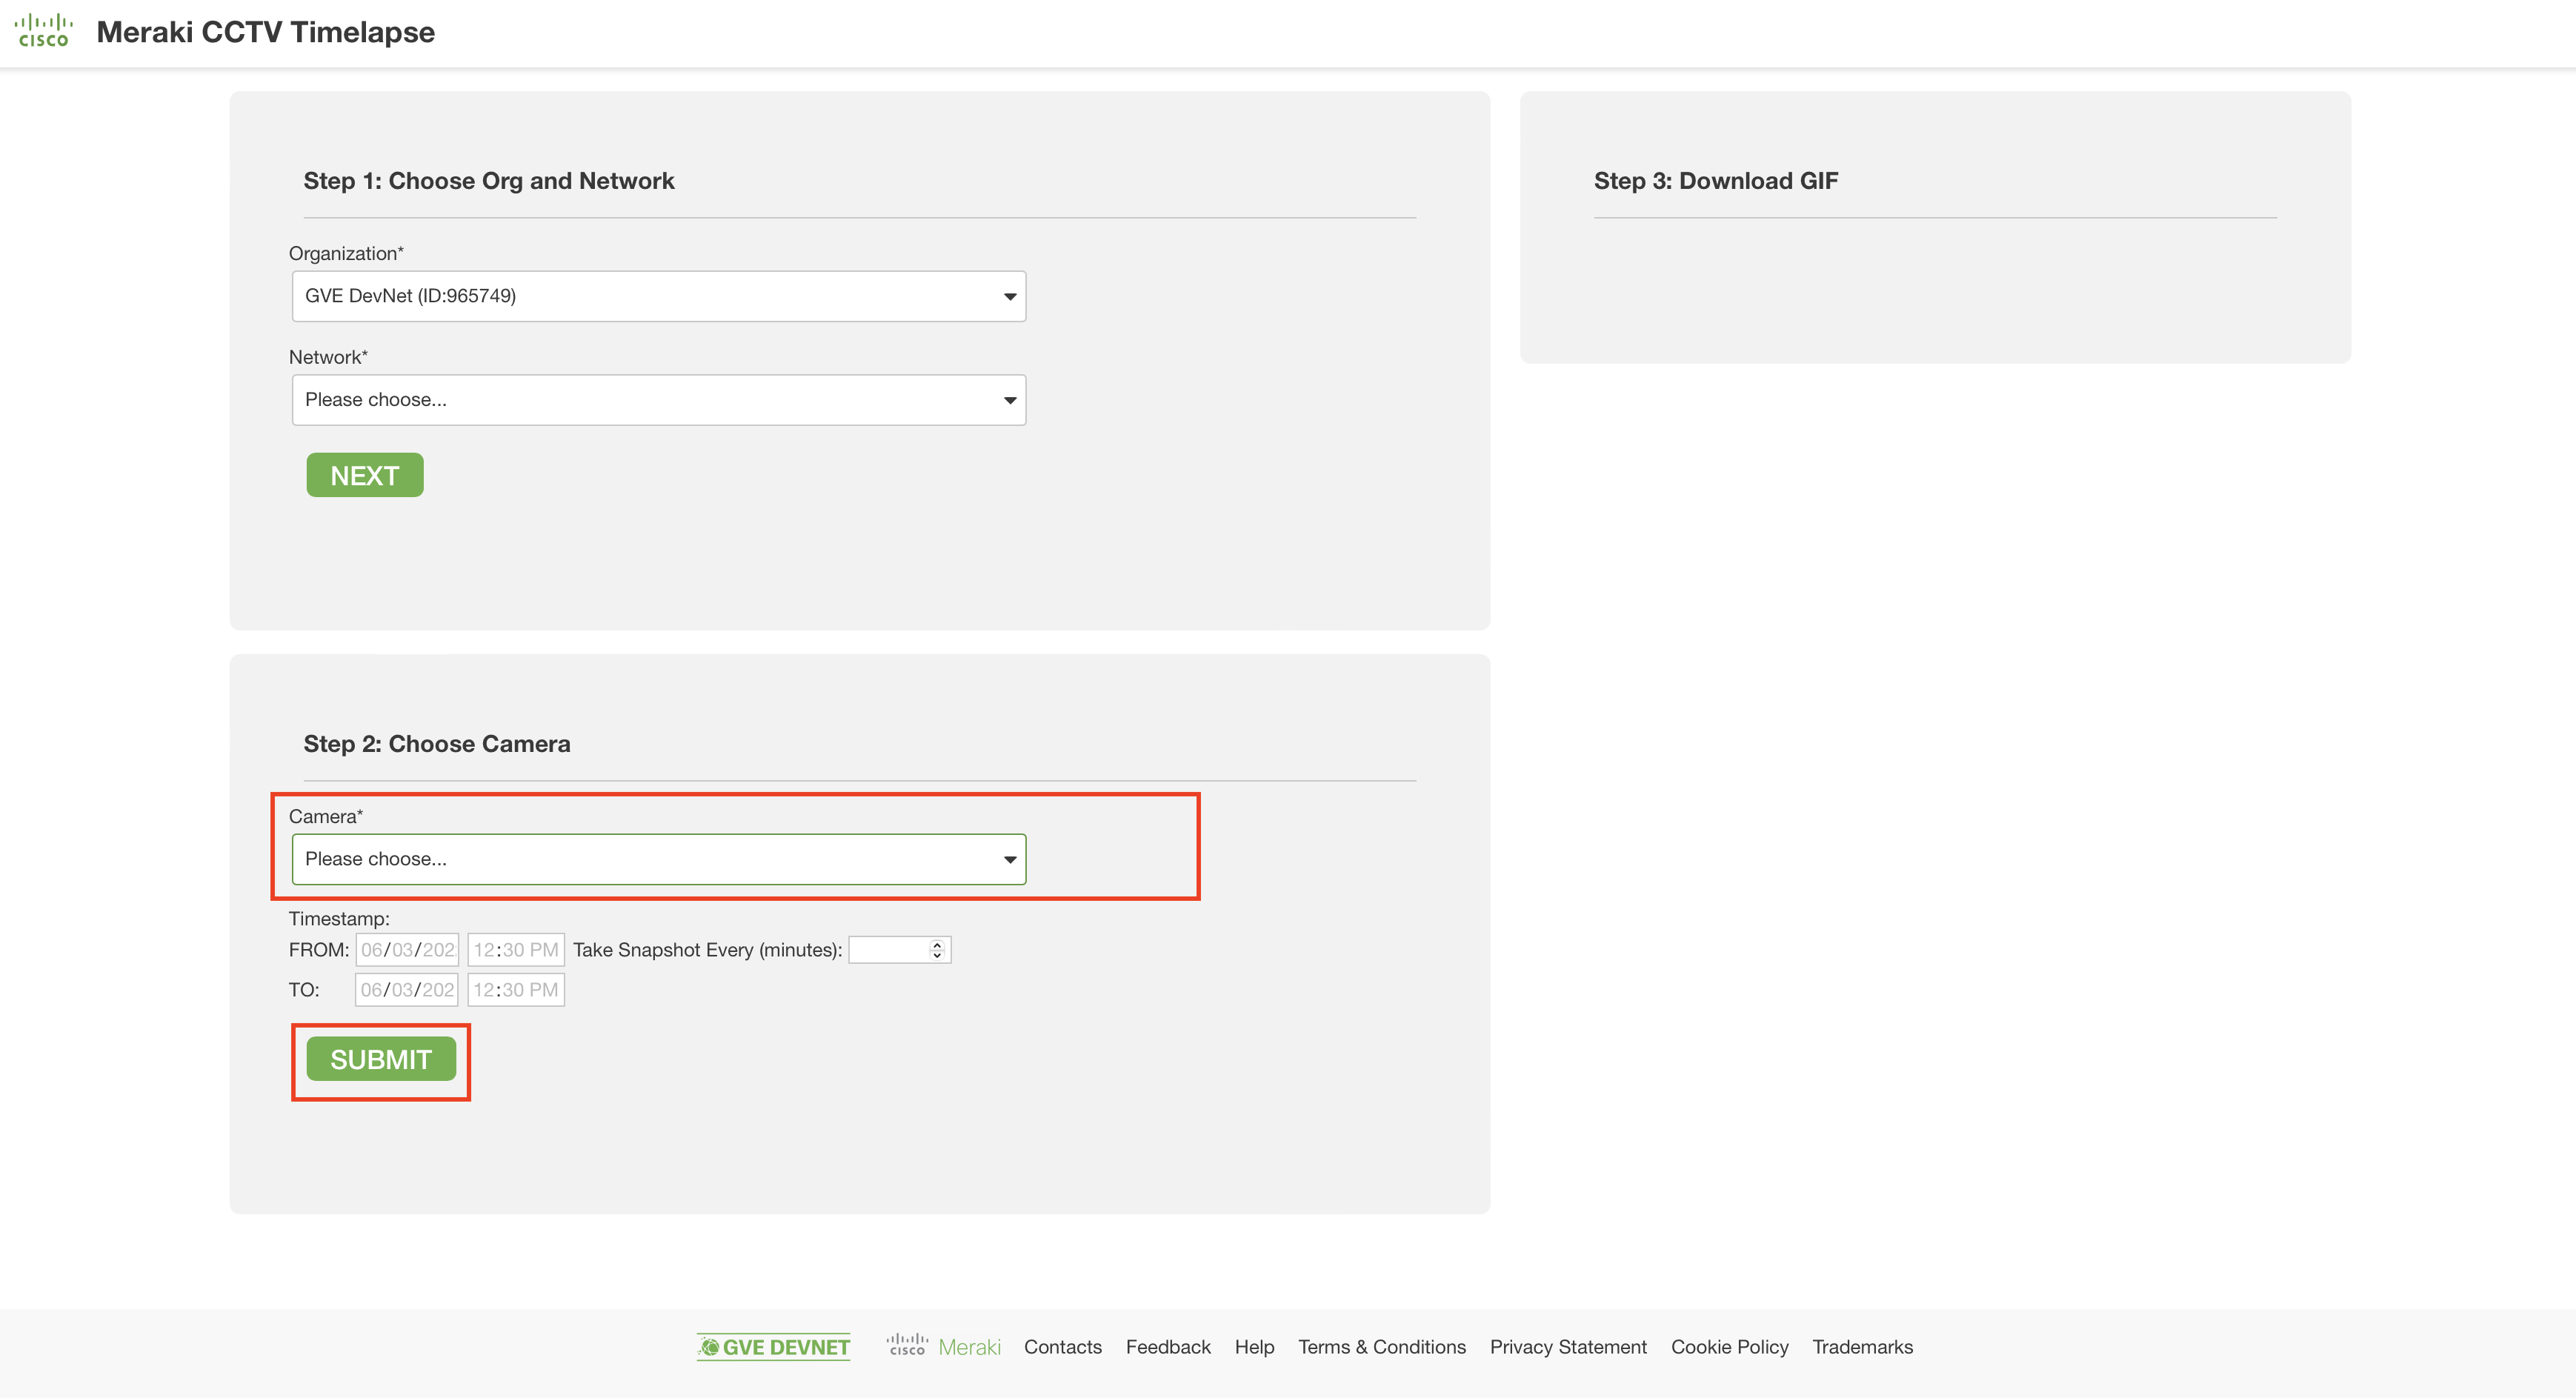 CISCO
Meraki CCTV Timelapse
Step 1: Choose Org and Network
Organization*
GVE DevNet (ID:965749)
Network*
Please choose...
NEXT
Step 2: Choose Camera
Camera*
Please choose...
Timestamp:
FROM: 06/03/202 12:30 PM Take Snapshot Every (minutes):
TO: 06/03/202 12:30 PM
SUBMIT
Step 3: Download GIF
GVE DEVNET CISCO Meraki Contacts Feedback Help Terms & Conditions Privacy Statement Cookie Policy Trademarks